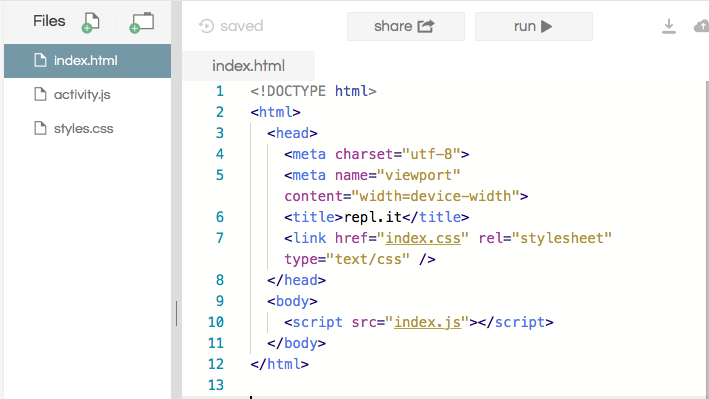 Files
saved
share
run
index.html
activity.js
styles.css
index.html
1 <!DOCTYPE html>
2 <html>
3 <head>
4 <meta charset="utf-8">
5 <meta name="viewport"
content="width=device-width">
6 <title>repl.it</title>
7 <link href="index.css" rel="stylesheet"
type="text/css" />
8 </head>
9 <body>
10 <script src="index.js"></script>
11 </body>
12 </html>
13